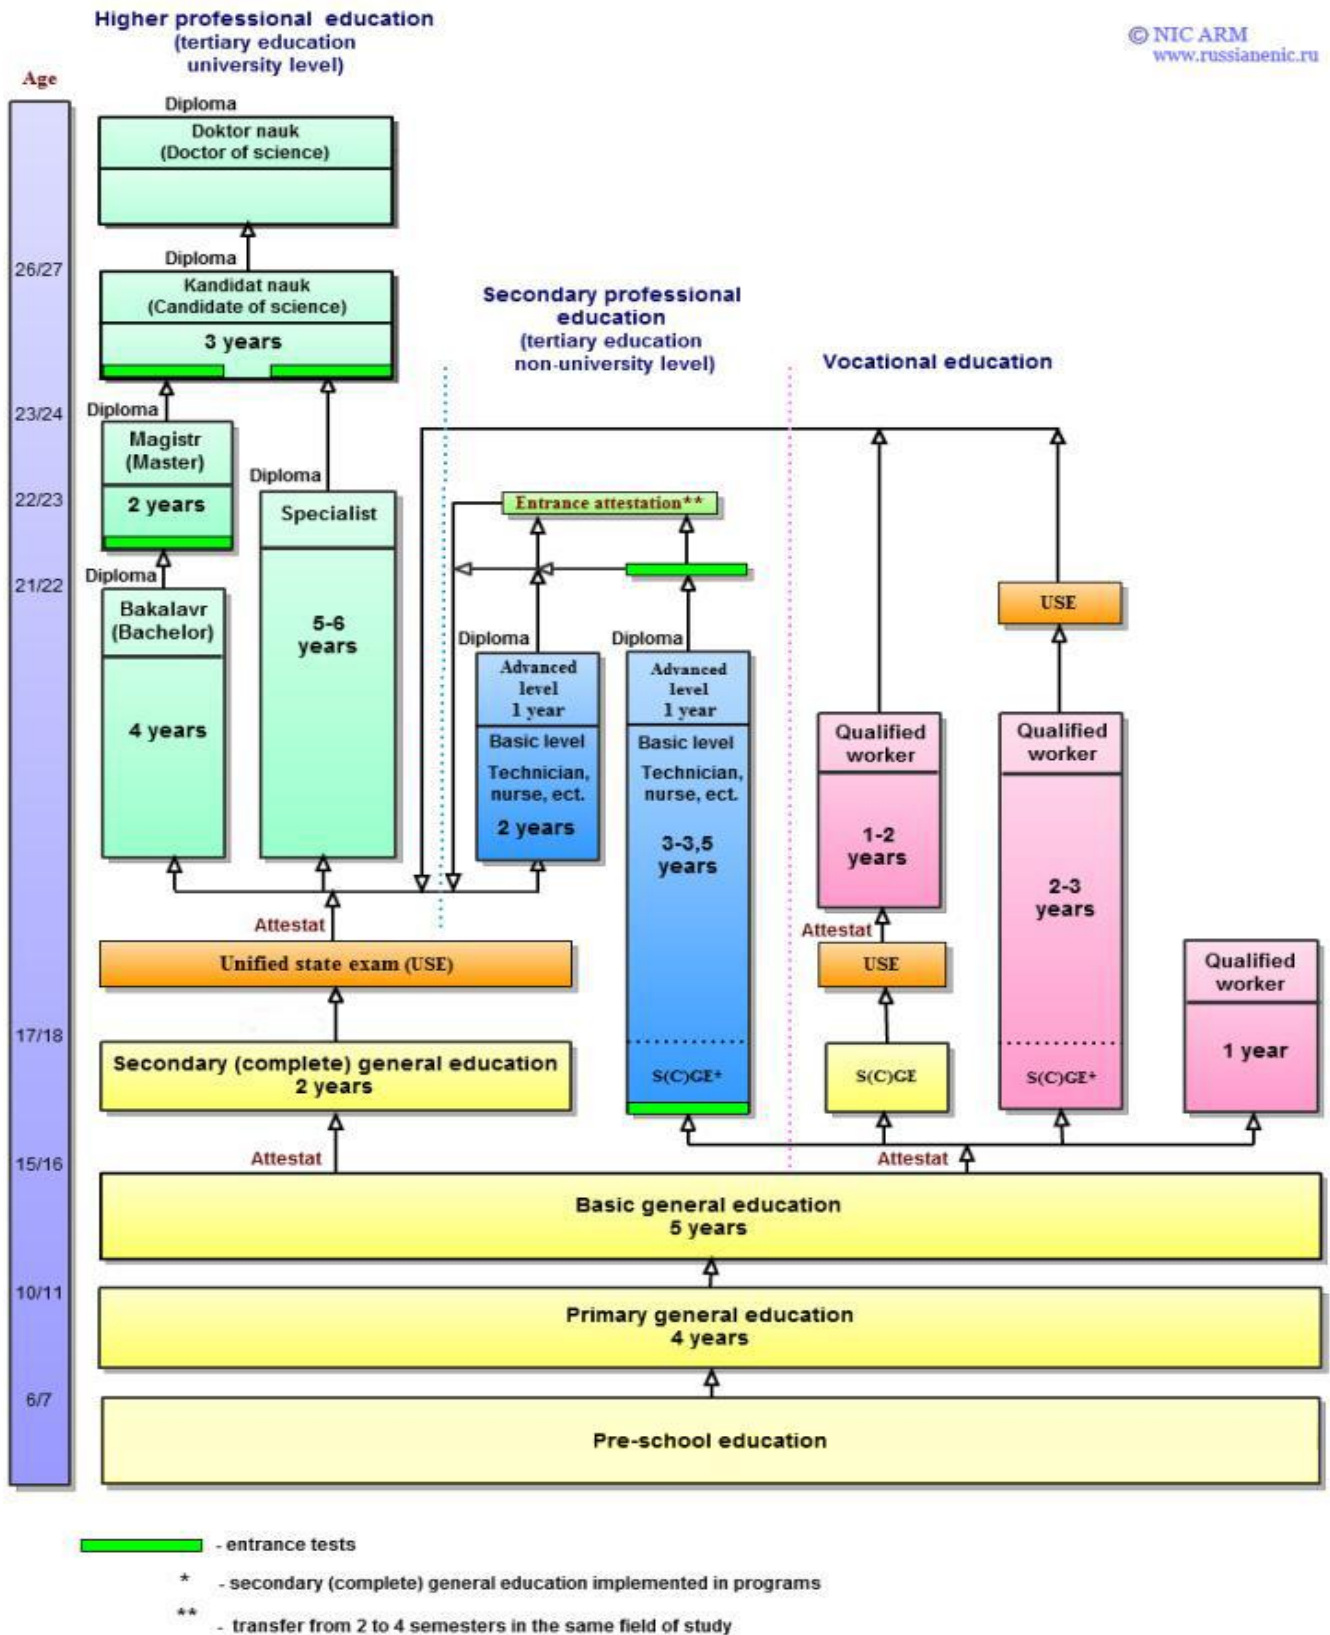 Higher professional education
(tertiary education
university level)
© NIC ARM
www.russianenic.ru
Age
26/27
23/24
22/23
21/22
17/18
15/16
10/11
6/7
Diploma
Doktor nauk
(Doctor of science)
Diploma
Kandidat nauk
(Candidate of science)
3 years
Diploma
Magistr
(Master)
2 years
Diploma
Bakalavr
(Bachelor)
4 years
Diploma
Specialist
5-6
years
Secondary professional
education
(tertiary education
non-university level)
Entrance attestation**
Diploma
Advanced
level
1 year
Basic level
Technician,
nurse, ect.
2 years
Diploma
Advanced
level
1 year
Basic level
Technician,
nurse, ect.
3-3,5
years
S(C)GE*
Vocational education
Qualified
worker
1-2
years
Attestat
USE
S(C)GE
USE
Qualified
worker
2-3
years
S(C)GE*
Qualified
worker
1 year
Attestat
Unified state exam (USE)
Secondary (complete) general education
2 years
Attestat
Attestat
Basic general education
5 years
Primary general education
4 years
Pre-school education
- entrance tests
* - secondary (complete) general education implemented in programs
** - transfer from 2 to 4 semesters in the same field of study